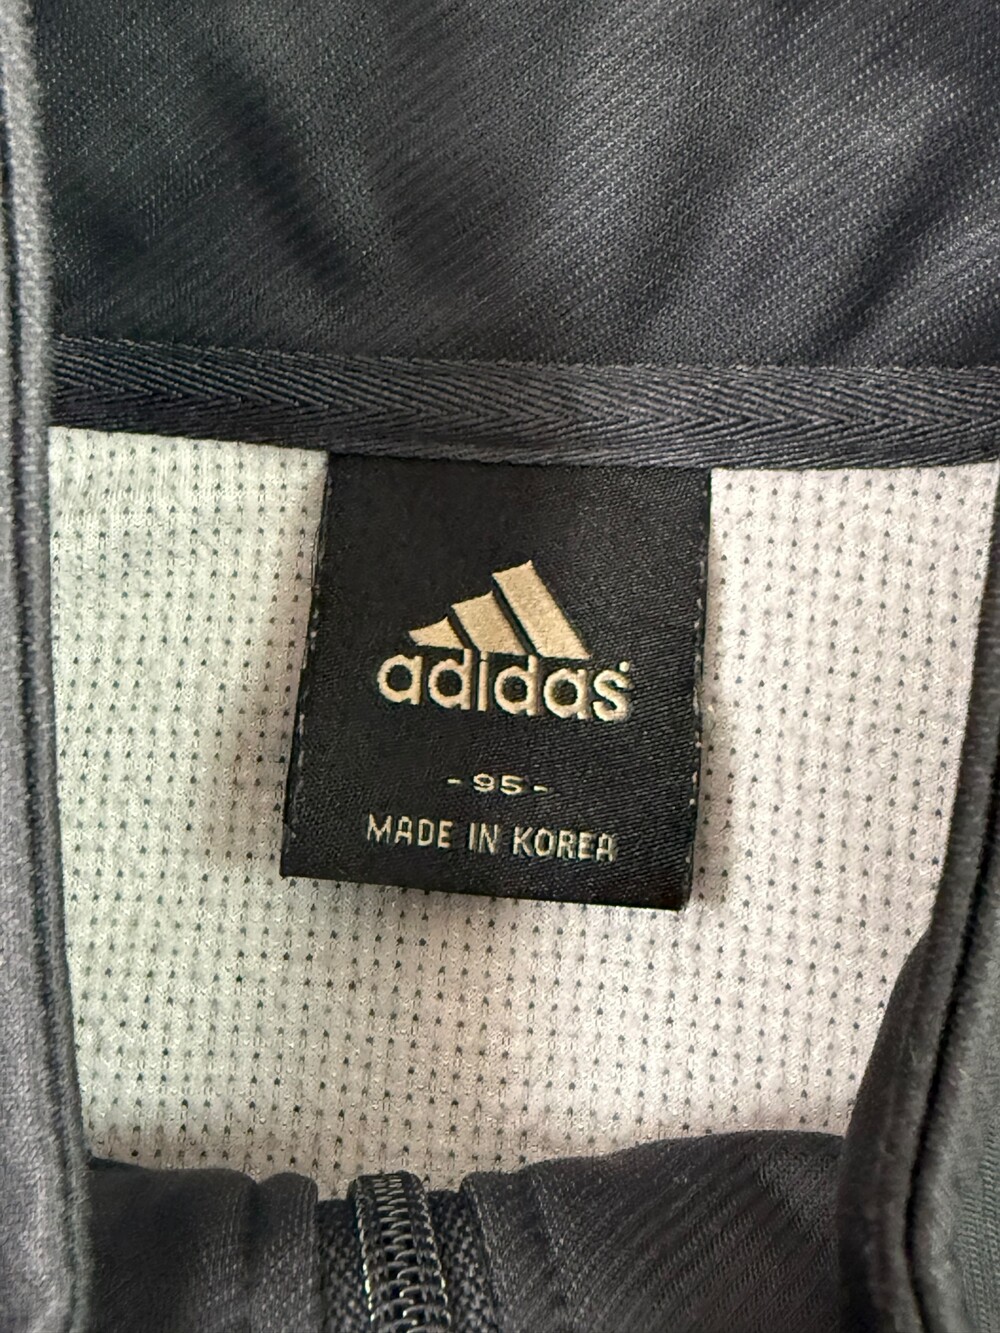 adidas
-95-
MADE IN KOREA